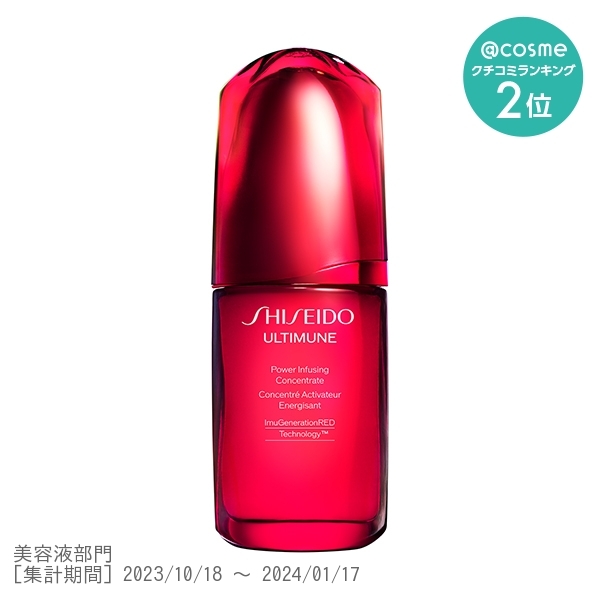 @cosme
クチコミランキング
2位
SHISEIDO
ULTIMUNE
Power Infusing
Concentrate
Concentré Activateur
Energisant
ImuGenerationRED
Technology™
美容液部門
[集計期間] 2023/10/18 ～ 2024/01/17